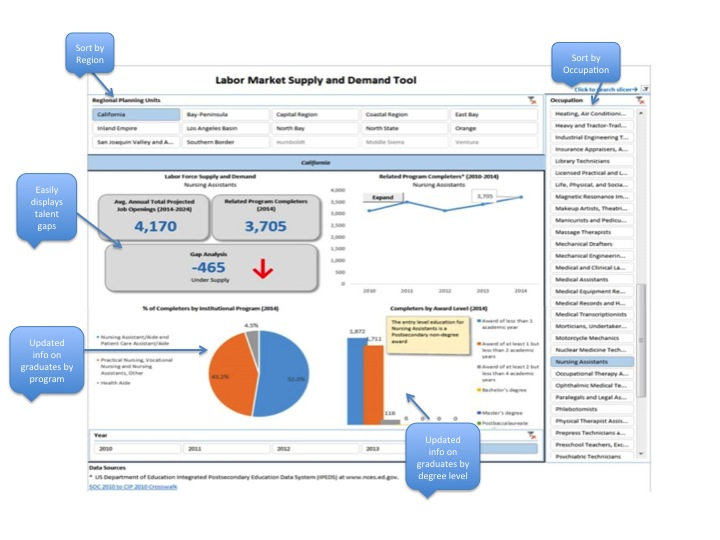 Sort by
Region
Sort by
Occupation
Labor Market Supply and Demand Tool
Click to search slicer→
Regional Planning Units
Occupation
California
Bay-Peninsula
Capital Region
Coastal Region
East Bay
Inland Empire
Los Angeles Basin
North Bay
North State
Orange
San Joaquin Valley and A...
Southern Border
Humboldt
Middle Sierra
Ventura
California
Heating, Air Conditioni...
Heavy and Tractor-Trail...
Industrial Engineering T...
Insurance Appraisers, A...
Library Technicians
Licensed Practical and L...
Life, Physical, and Socia...
Magnetic Resonance Im...
Makeup Artists, Theatri...
Manicurists and Pedicu...
Massage Therapists
Mechanical Drafters
Mechanical Engineerin...
Medical and Clinical La...
Medical Assistants
Medical Equipment Re...
Medical Records and H...
Medical Transcriptionists
Morticians, Undertaker...
Motorcycle Mechanics
Nuclear Medicine Tech...
Nursing Assistants
Occupational Therapy A...
Ophthalmic Medical Te...
Paralegals and Legal As...
Phlebotomists
Physical Therapist Assis...
Prepress Technicians a...
Preschool Teachers, Exc...
Psychiatric Technicians
Easily
displays
talent
gaps
Labor Force Supply and Demand
Nursing Assistants
Avg. Annual Total Projected
Job Openings (2014-2024)
4,170
Related Program Completers
(2014)
3,705
Gap Analysis
-465
Under Supply
Related Program Completers* (2010-2014)
Nursing Assistants
Expand
3,705
4,000
3,500
3,000
2,500
2,000
1,500
1,000
500
0
2010
2011
2012
2013
2014
Updated
info on
graduates by
program
% of Completers by Institutional Program (2014)
4.5%
43.2%
52.3%
Nursing Assistant/Aide and
Patient Care Assistant/Aide
Practical Nursing, Vocational
Nursing and Nursing
Assistants, Other
Health Aide
Completers by Award Level (2014)
The entry level education for
Nursing Assistants is a
Postsecondary non-degree
award
1,872
1,711
116
0
0
0
0
Award of less than 1
academic year
Award of at least 1 but
less than 2 academic
years
Award of at least 2 but
less than 4 academic
years
Bachelor's degree
Master's degree
Postbaccalaureate
Updated
info on
graduates by
degree level
Year
2010
2011
2012
2013
Data Sources
* US Department of Education Integrated Postsecondary Education Data System (IPEDS) at www.nces.ed.gov.
SOC 2010 to CIP 2010 Crosswalk